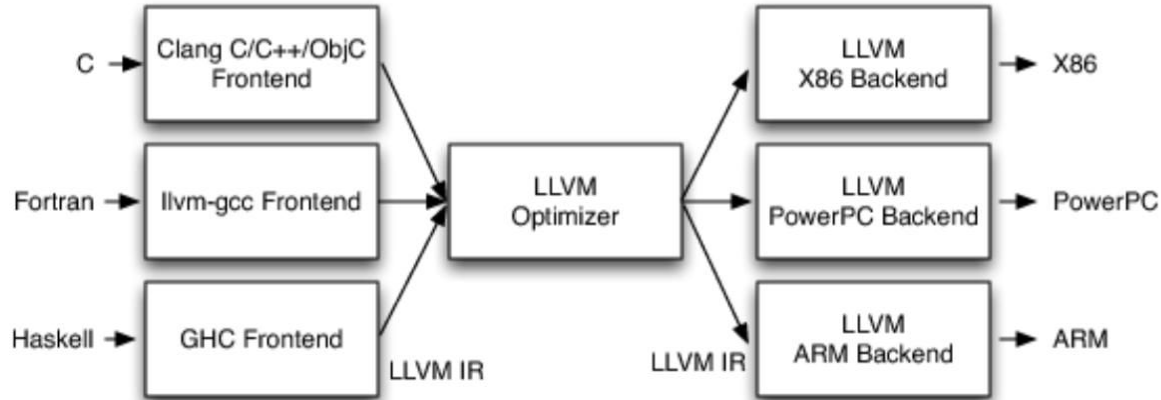 C
Clang C/C++/ObjC
Frontend
LLVM
X86 Backend
X86
Fortran
llvm-gcc Frontend
LLVM
Optimizer
LLVM
PowerPC Backend
PowerPC
Haskell
GHC Frontend
LLVM IR
LLVM IR
LLVM
ARM Backend
ARM